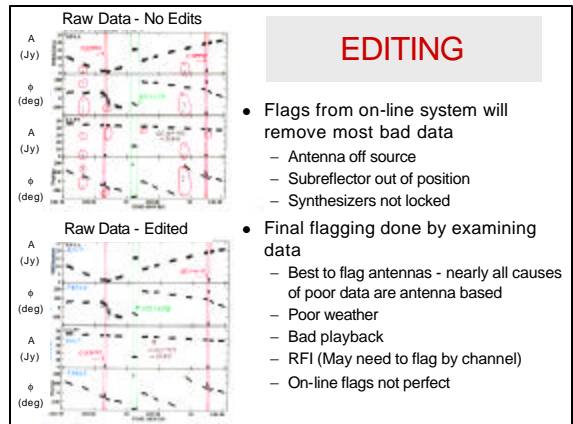 Raw Data - No Edits
A
(Jy)
φ
(deg)
A
(Jy)
φ
(deg)
Raw Data - Edited
A
(Jy)
φ
(deg)
A
(Jy)
φ
(deg)
EDITING
• Flags from on-line system will
remove most bad data
– Antenna off source
– Subreflector out of position
– Synthesizers not locked
• Final flagging done by examining
data
– Best to flag antennas - nearly all causes
of poor data are antenna based
– Poor weather
– Bad playback
– RFI (May need to flag by channel)
– On-line flags not perfect